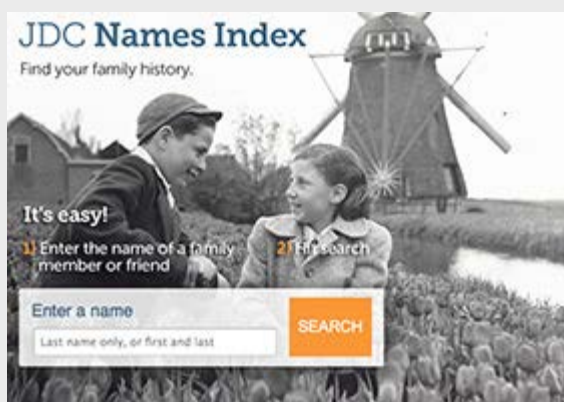 JDC Names Index
Find your family history.
It's easy!
1) Enter the name of a family
member or friend
2) Hit search
Enter a name
Last name only, or first and last
SEARCH